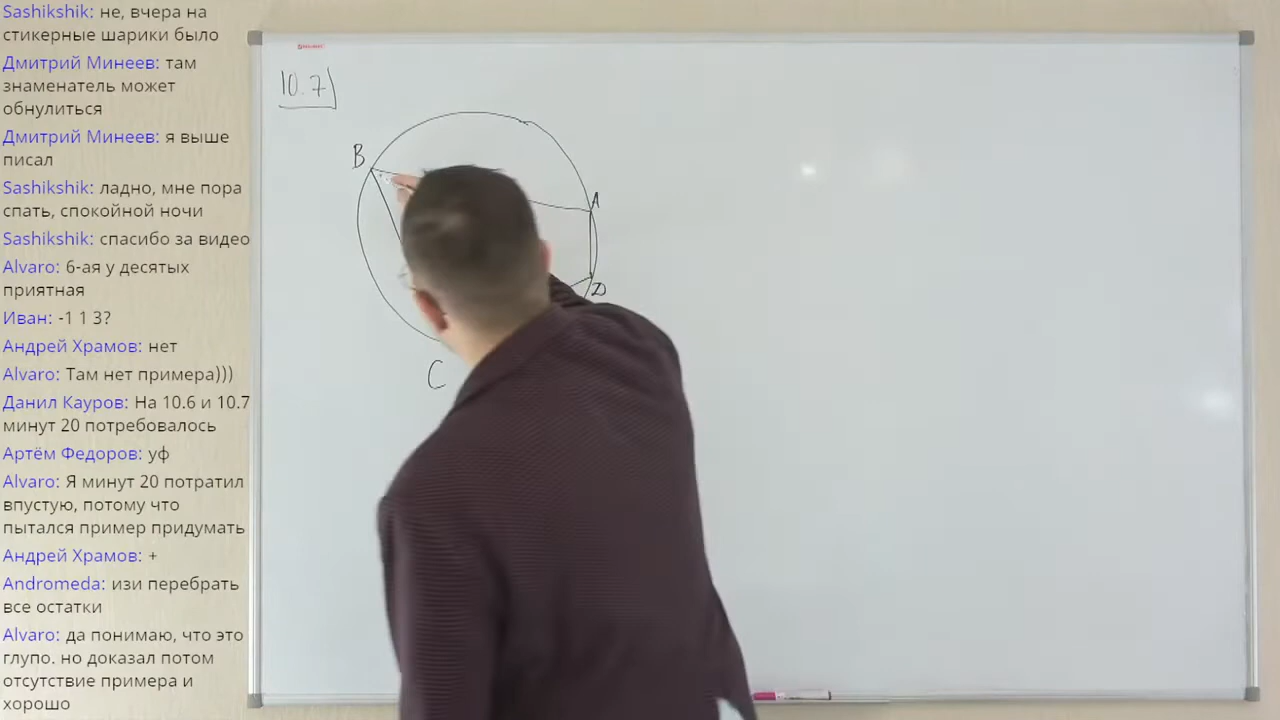 Sashikshik: не, вчера на
стикерные шарики было
Дмитрий Минеев: там
знаменатель может
обнулиться
Дмитрий Минеев: я выше
писал
Sashikshik: ладно, мне пора
спать, спокойной ночи
Sashikshik: спасибо за видео
Alvaro: 6-ая у десятых
приятная
Иван: -1 1 3?
Андрей Храмов: нет
Alvaro: Там нет примера)))
Данил Кауров: На 10.6 и 10.7
минут 20 потребовалось
Артём Федоров: уф
Alvaro: Я минут 20 потратил
впустую, потому что
пытался пример придумать
Андрей Храмов: +
Andromeda: изи перебрать
все остатки
Alvaro: да понимаю, что это
глупо. но доказал потом
отсутствие примера и
хорошо
10.7)
B
A
D
C